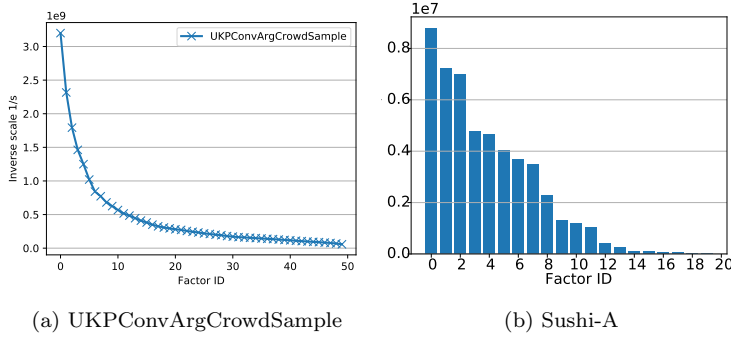 1e9
UKPConvArgCrowdSample
3.0
2.5
2.0
1.5
1.0
0.5
0.0
Inverse scale 1/s
0 10 20 30 40 50
Factor ID
(a) UKPConvArgCrowdSample
1e7
0.8
0.6
0.4
0.2
0.0
0 2 4 6 8 10 12 14 16 18 20
Factor ID
(b) Sushi-A